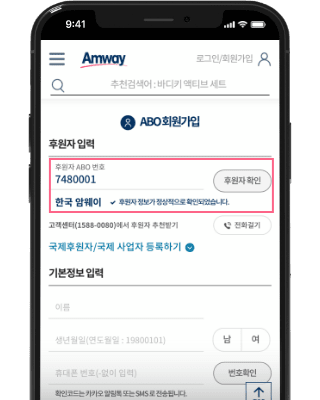 9:41
Amway
로그인/회원가입
추천검색어 : 바디키 액티브 세트
ABO 회원가입
후원자 입력
후원자 ABO 번호
7480001
후원자 확인
한국 암웨이 ✓ 후원자 정보가 정상적으로 확인되었습니다.
고객센터(1588-0080)에서 후원자 추천받기
전화걸기
국제후원자/국제 사업자 등록하기
기본정보 입력
이름
생년월일(연도월일 : 19800101)
남 여
휴대폰 번호(-없이 입력)
번호확인
확인코드는 카카오 알림톡 또는 SMS로 전송됩니다.